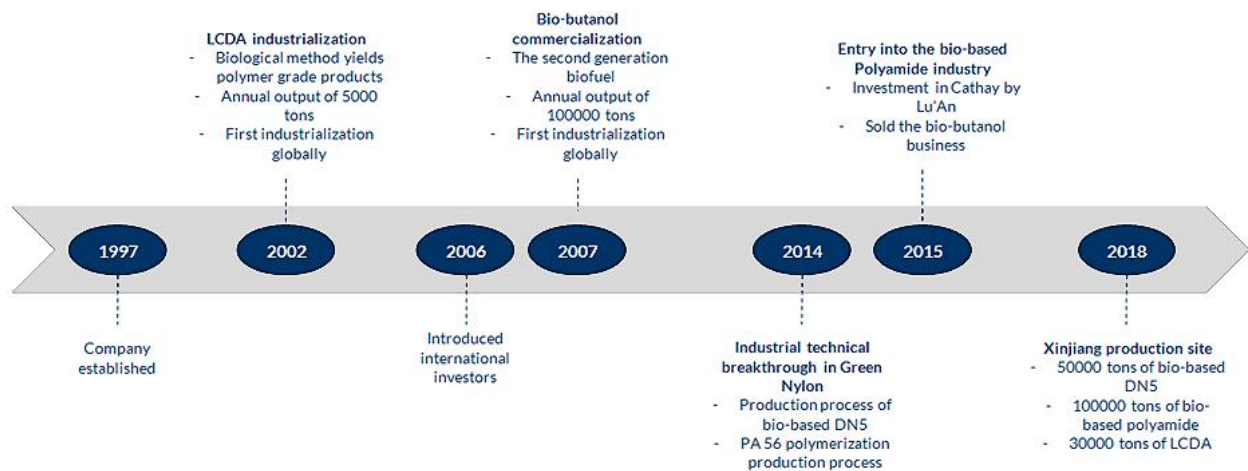 LCDA industrialization
- Biological method yields
polymer grade products
- Annual output of 5000
tons
- First industrialization
globally
Bio-butanol
commercialization
- The second generation
biofuel
- Annual output of
100000 tons
- First industrialization
globally
Entry into the bio-based
Polyamide industry
- Investment in Cathay by
Lu'An
- Sold the bio-butanol
business
1997
2002
2006
2007
2014
2015
2018
Company
established
Introduced
international
investors
Industrial technical
breakthrough in Green
Nylon
- Production process of
bio-based DN5
- PA 56 polymerization
production process
Xinjiang production site
- 50000 tons of bio-based
DN5
- 100000 tons of bio-
based polyamide
- 30000 tons of LCDA